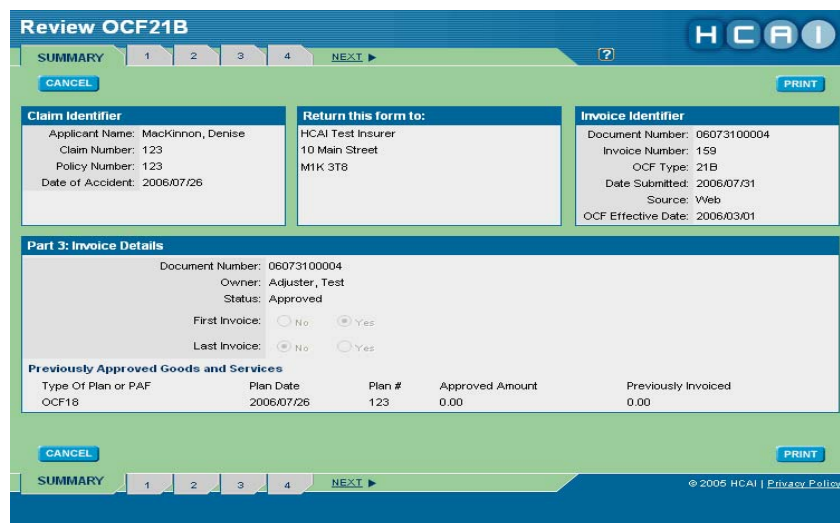 Review OCF21B
HCAI
SUMMARY 1 2 3 4 NEXT ?
CANCEL PRINT
Claim Identifier
Applicant Name: MacKinnon, Denise
Claim Number: 123
Policy Number: 123
Date of Accident: 2006/07/26
Return this form to:
HCAI Test Insurer
10 Main Street
M1K 3T8
Invoice Identifier
Document Number: 06073100004
Invoice Number: 159
OCF Type: 21B
Date Submitted: 2006/07/31
Source: Web
OCF Effective Date: 2006/03/01
Part 3: Invoice Details
Document Number: 06073100004
Owner: Adjuster, Test
Status: Approved
First Invoice: No Yes
Last Invoice: No Yes
Previously Approved Goods and Services
Type Of Plan or PAF Plan Date Plan # Approved Amount Previously Invoiced
OCF18 2006/07/26 123 0.00 0.00
CANCEL PRINT
SUMMARY 1 2 3 4 NEXT
© 2005 HCAI | Privacy Policy